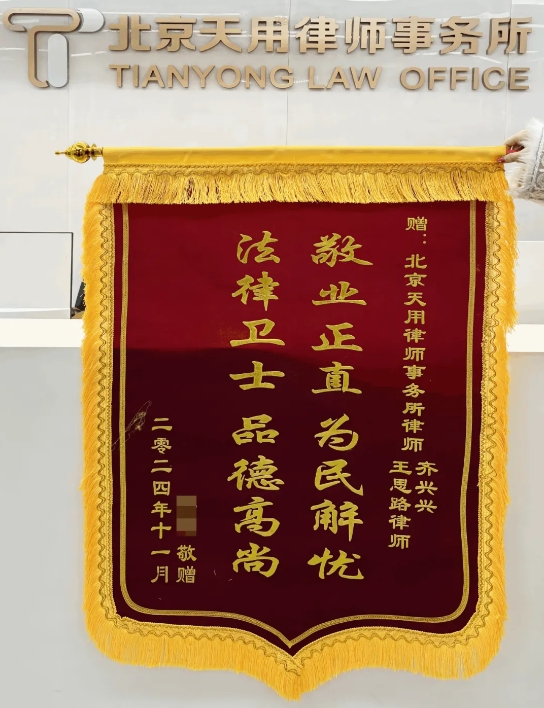 北京天用律师事务所
TIANYONG LAW OFFICE
赠：北京天用律师事务所律师
齐兴兴
王思路律师
敬业正直 为民解忧
法律卫士 品德高尚
敬赠
二零二四年十一月